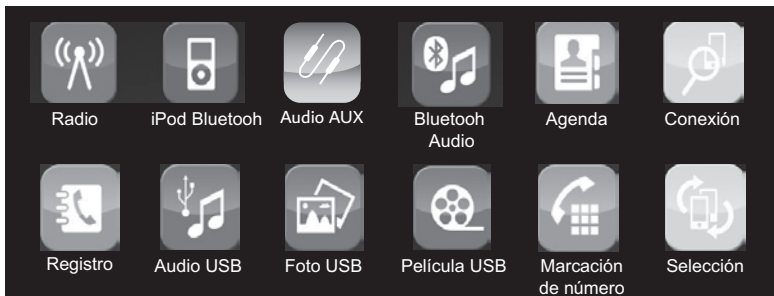 Radio
iPod Bluetooh
Audio AUX
Bluetooh
Audio
Agenda
Conexión
Registro
Audio USB
Foto USB
Película USB
Marcación
de número
Selección